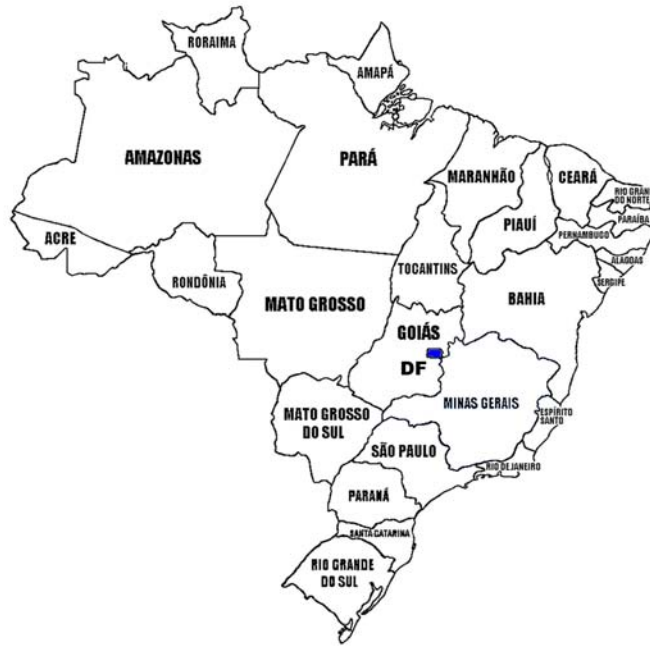 RORAIMA
AMAPÁ
AMAZONAS
PARÁ
MARANHÃO
CEARÁ
RIO GRANDE
DO NORTE
PARAÍBA
PIAUÍ
PERNAMBUCO
ACRE
ALAGOAS
TOCANTINS
RONDÔNIA
SERGIPE
MATO GROSSO
BAHIA
GOIÁS
DF
MINAS GERAIS
ESPÍRITO
SANTO
MATO GROSSO
DO SUL
SÃO PAULO
RIO DE JANEIRO
PARANÁ
SANTA CATARINA
RIO GRANDE
DO SUL